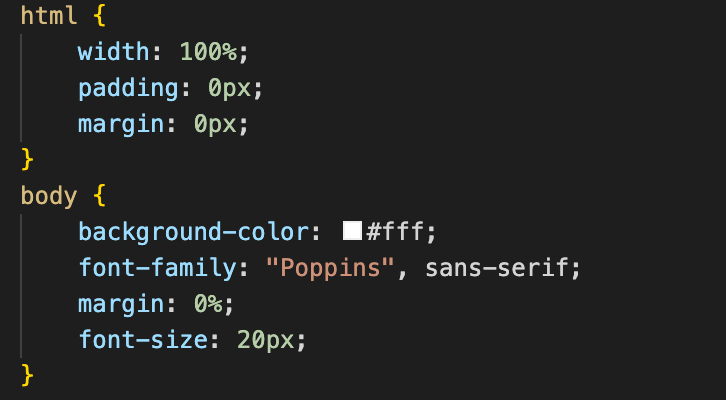 html {
    width: 100%;
    padding: 0px;
    margin: 0px;
}
body {
    background-color: #fff;
    font-family: "Poppins", sans-serif;
    margin: 0%;
    font-size: 20px;
}